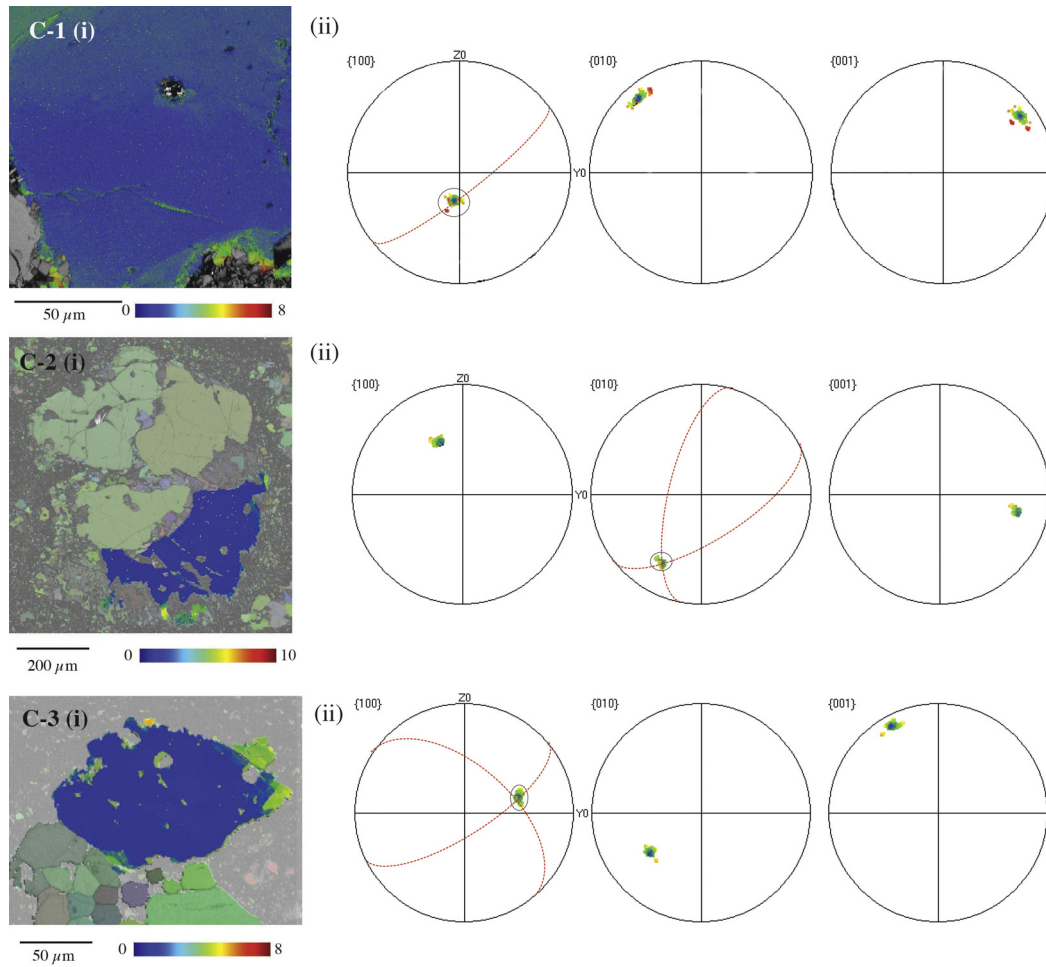 C-1 (i)
(ii)
{100}
Z0
{010}
{001}
Y0
50 µm
0
8
C-2 (i)
(ii)
{100}
Z0
{010}
{001}
Y0
200 µm
0
10
C-3 (i)
(ii)
{100}
Z0
{010}
{001}
Y0
50 µm
0
8